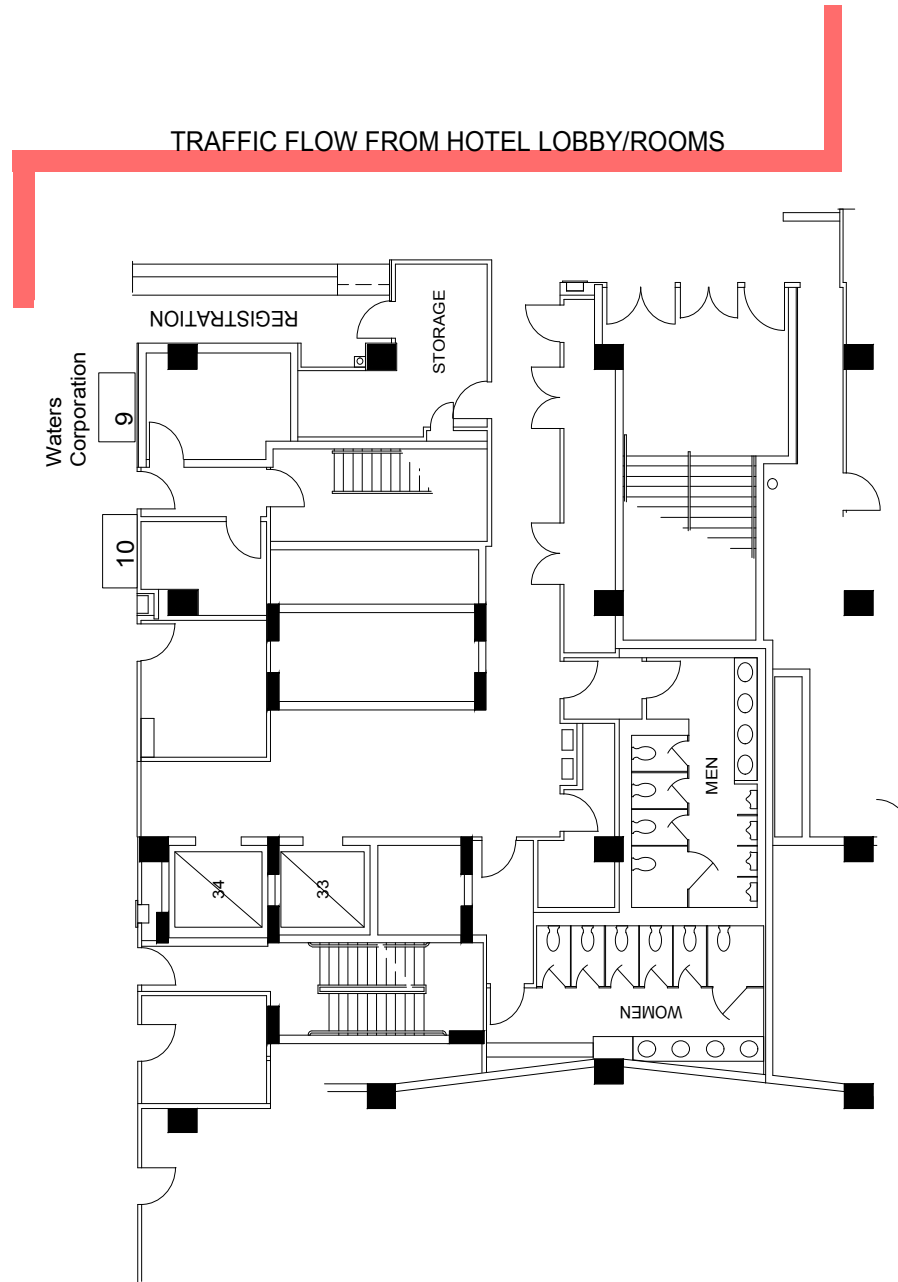 TRAFFIC FLOW FROM HOTEL LOBBY/ROOMS
REGISTRATION
STORAGE
Waters
Corporation
9
10
MEN
34
33
WOMEN